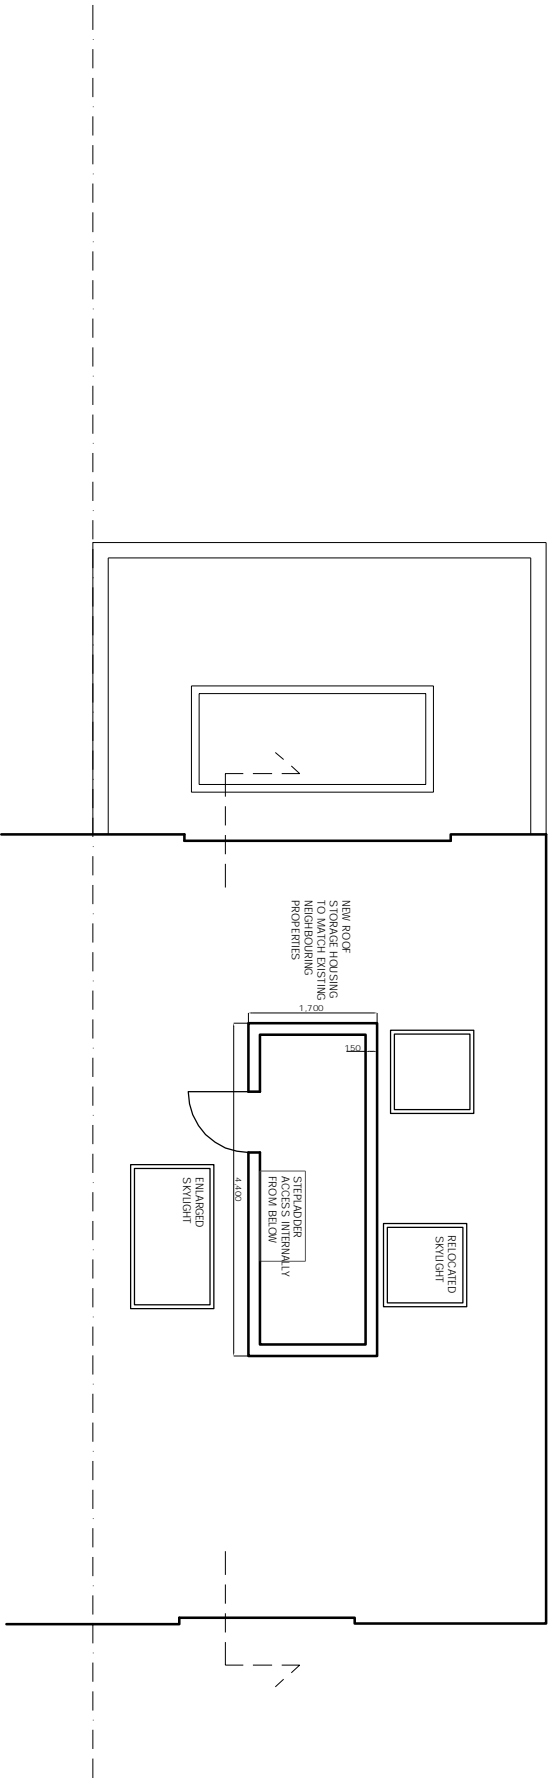 NEW ROOF
STORAGE HOUSING
TO MATCH EXISTING
NEIGHBOURING
PROPERTIES
1,700
150
4,400
STEPLADDER
ACCESS INTERNALLY
FROM BELOW
ENLARGED
SKYLIGHT
RELOCATED
SKYLIGHT